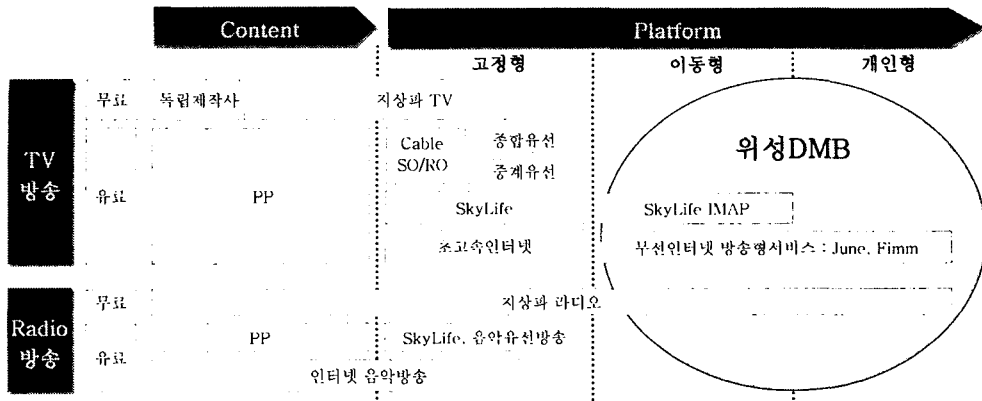 Content Platform
고정형 이동형 개인형
TV
방송
무료 독립제작사 지상파 TV
유료 PP
Cable
SO/RO
종합유선
중계유선
SkyLife
초고속인터넷
위성DMB
SkyLife IMAP
무선인터넷 방송형서비스 : June, Fimm
Radio
방송
무료 지상파 라디오
유료 PP SkyLife, 음악유선방송
인터넷 음악방송